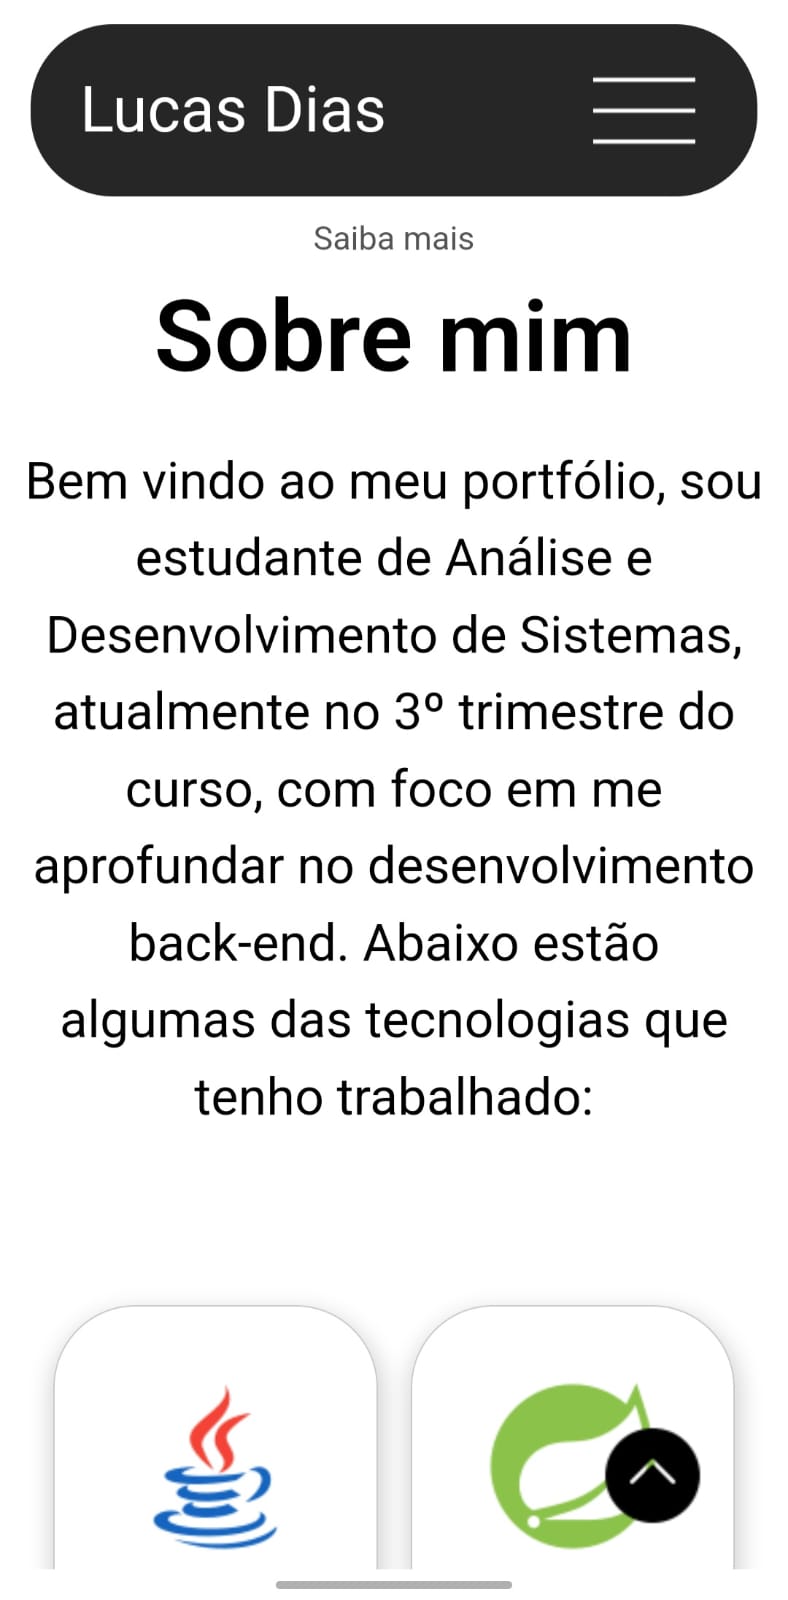 Lucas Dias
Saiba mais
Sobre mim
Bem vindo ao meu portfólio, sou
estudante de Análise e
Desenvolvimento de Sistemas,
atualmente no 3º trimestre do
curso, com foco em me
aprofundar no desenvolvimento
back-end. Abaixo estão
algumas das tecnologias que
tenho trabalhado: